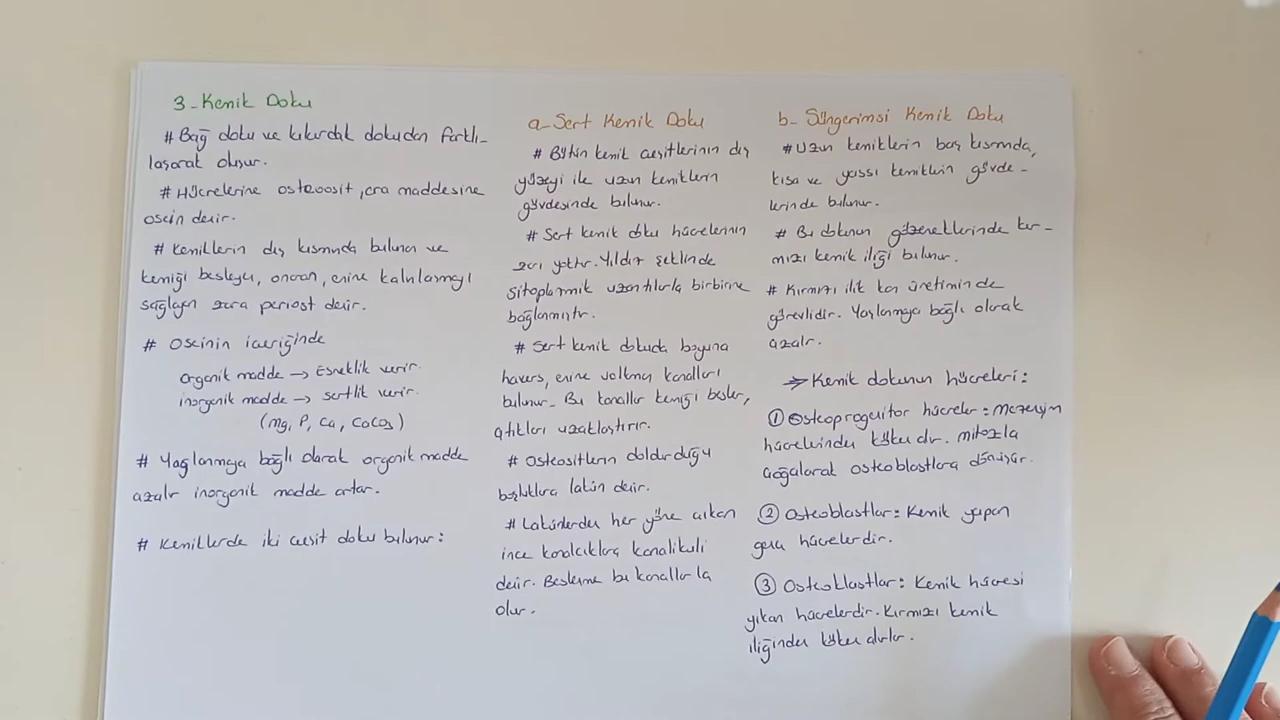 3-Kemik Doku
# Bağ doku ve kıkırdak dokudan farklı-
laşarak oluşur.
# Hücrelerine osteosit, ara maddesine
osein denir.
# Kemiklerin dış kısmında bulunan ve
kemiği besleyen, onaran, enine kalınlaşmayı
sağlayan zara periost denir.
# Oseinin içeriğinde
organik madde → Esneklik verir.
inorganik madde → sertlik verir.
(Mg, P, Ca, CaCO3)
# Yaşlanmaya bağlı olarak organik madde
azalır inorganik madde artar.
# Kemiklerde iki çeşit doku bulunur:
a- Sert Kemik Doku
# Bütün kemik çeşitlerinin dış
yüzeyi ile uzun kemiklerin
gövdesinde bulunur.
# Sert kemik doku hücrelerinin
zarı yoktur. Yıldız şeklinde
sitoplazmik uzantılarla birbirine
bağlanmıştır.
# Sert kemik dokuda boyuna
havers, enine volkman kanalları
bulunur. Bu kanallar kemiği besler,
atıkları uzaklaştırır.
# Osteositlerin doldurduğu
boşluklara lakün denir.
# Lakünlerden her yöne çıkan
ince kanalcıklara kanalikuli
denir. Beslenme bu kanallarla
olur.
b- Süngerimsi Kemik Doku
# Uzun kemiklerin baş kısmında,
kısa ve yassı kemiklerin gövde-
lerinde bulunur.
# Bu dokunun gözeneklerinde kır-
mızı kemik iliği bulunur.
# Kırmızı ilik kan üretiminde
görevlidir. Yaşlanmaya bağlı olarak
azalır.
⇒ Kemik dokunun hücreleri:
① Osteoprogenitor hücreler: Mezenşim
hücrelerinden köken alır. mitozla
çoğalarak osteoblastlara dönüşür.
② Osteoblastlar: Kemik yapan
genç hücrelerdir.
③ Osteoklastlar: Kemik hücresi
yıkan hücrelerdir. Kırmızı kemik
iliğinden köken alırlar.